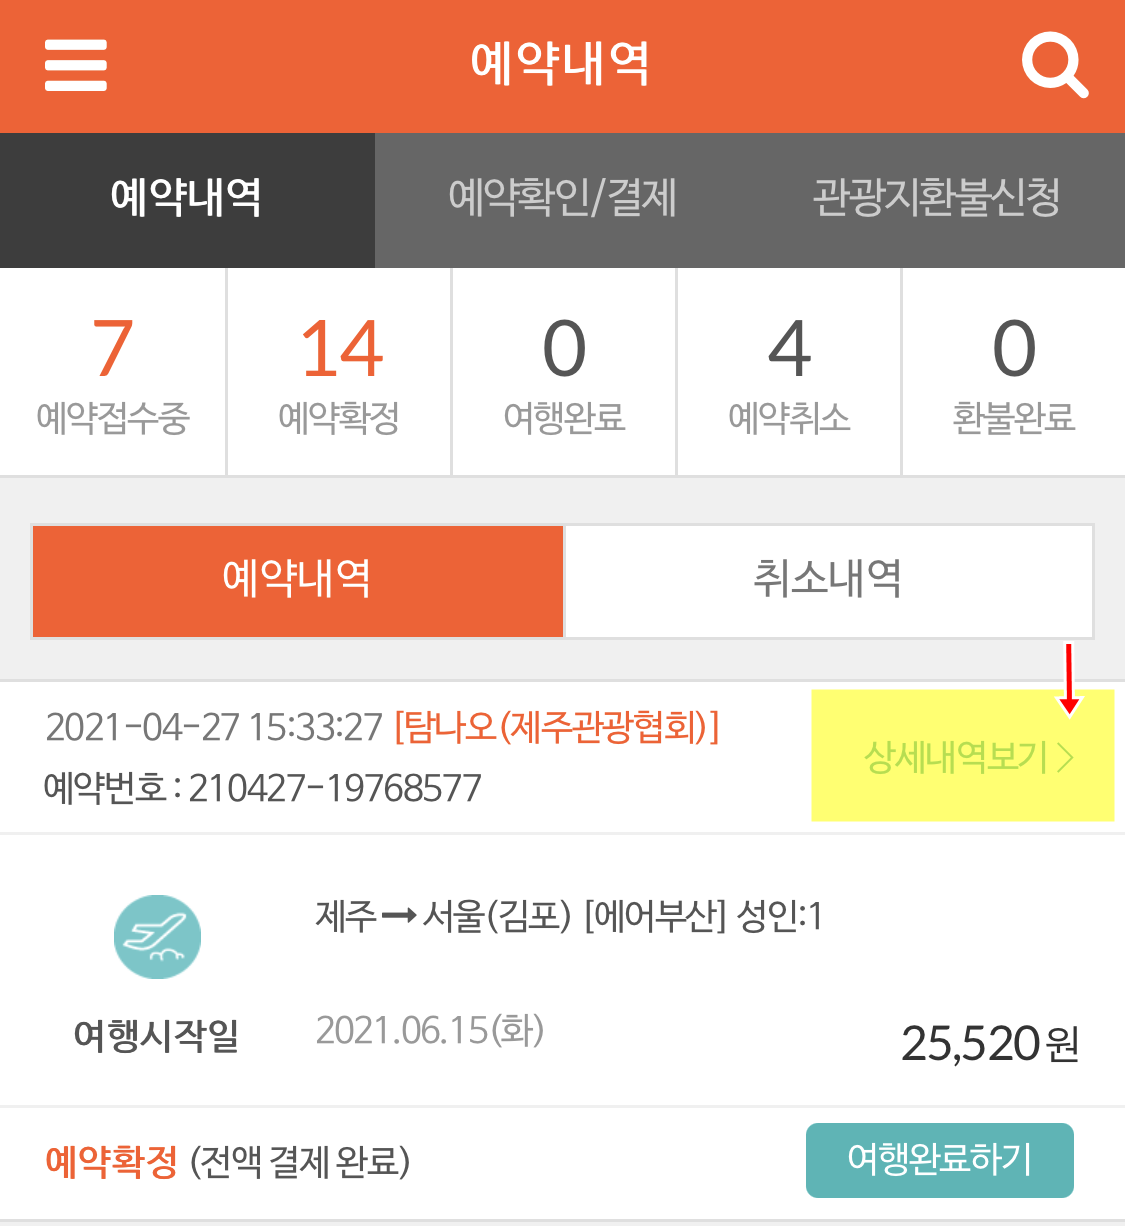 예약내역
예약내역 예약확인/결제 관광지환불신청
7 14 0 4 0
예약접수중 예약확정 여행완료 예약취소 환불완료
예약내역 취소내역
2021-04-27 15:33:27 [탐나오(제주관광협회)]
상세내역보기 >
예약번호 : 210427-19768577
제주 → 서울(김포) [에어부산] 성인:1
여행시작일 2021.06.15(화)
25,520원
예약확정 (전액 결제 완료) 여행완료하기